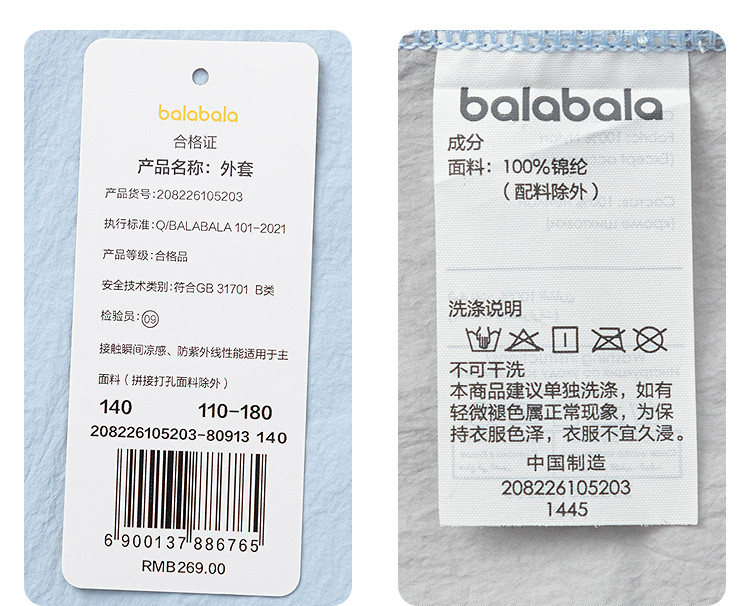 balabala
合格证
产品名称：外套
产品货号：208226105203
执行标准：Q/BALABALA 101-2021
产品等级：合格品
安全技术类别：符合GB 31701 B类
检验员：09
接触瞬间凉感、防紫外线性能适用于主
面料（拼接打孔面料除外）
140 110-180
208226105203-80913 140
6 900137 886765
RMB269.00
balabala
成分
面料：100%锦纶
（配料除外）
洗涤说明
不可干洗
本商品建议单独洗涤，如有
轻微褪色属正常现象，为保
持衣服色泽，衣服不宜久浸。
中国制造
208226105203
1445